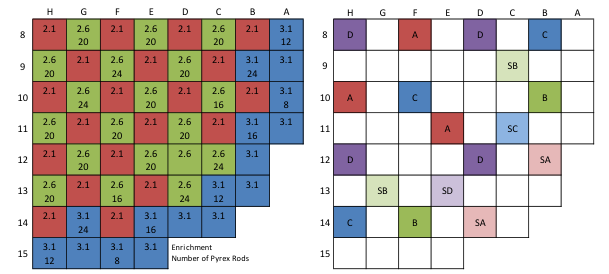 H G F E D C B A
8 2.1 2.6 2.1 2.6 2.1 2.6 2.1 3.1
20 20 20 12
9 2.6 2.1 2.6 2.1 2.6 2.1 3.1 3.1
20 24 20 24
10 2.1 2.6 2.1 2.6 2.1 2.6 2.1 3.1
24 20 16 8
11 2.6 2.1 2.6 2.1 2.6 2.1 3.1 3.1
20 20 20 16
12 2.1 2.6 2.1 2.6 2.6 2.6 3.1
20 20 24
13 2.6 2.1 2.6 2.1 2.6 3.1 3.1
20 16 24 12
14 2.1 3.1 2.1 3.1 3.1 3.1
24 16
15 3.1 3.1 3.1 3.1
12 8
Enrichment
Number of Pyrex Rods
H G F E D C B A
8 D A D C
9 SB
10 A C B
11 A SC
12 D D SA
13 SB SD
14 C B SA
15